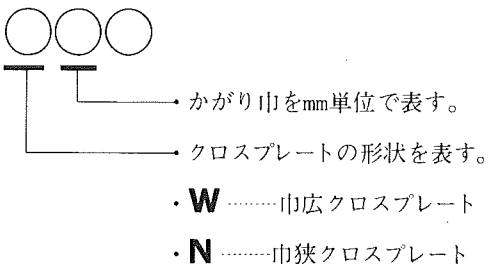 ○○○
・かがり巾をmm単位で表す。
・クロスプレートの形状を表す。
・W………巾広クロスプレート
・N………巾狭クロスプレート